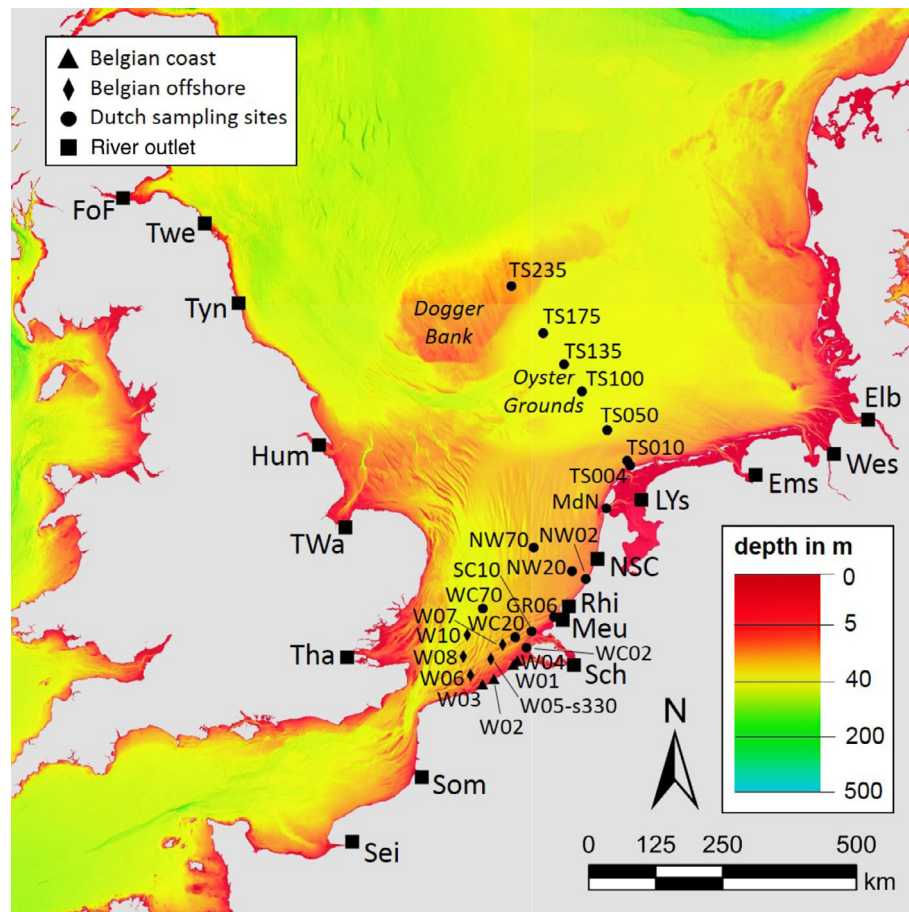 Belgian coast
Belgian offshore
Dutch sampling sites
River outlet
FoF
Twe
Tyn
TS235
Dogger
Bank
TS175
TS135
Oyster
TS100
Grounds
Elb
TS050
Hum
TS010
Wes
TS004
Ems
LYs
MdN
TWa
NW70
NW02
NSC
SC10
NW20
WC70
GR06
Rhi
W07
WC20
Meu
W10
Tha
W08
W04
WC02
Sch
W06
W01
W03
W05-s330
W02
Som
Sei
depth in m
0
5
40
200
500
N
0 125 250 500
km